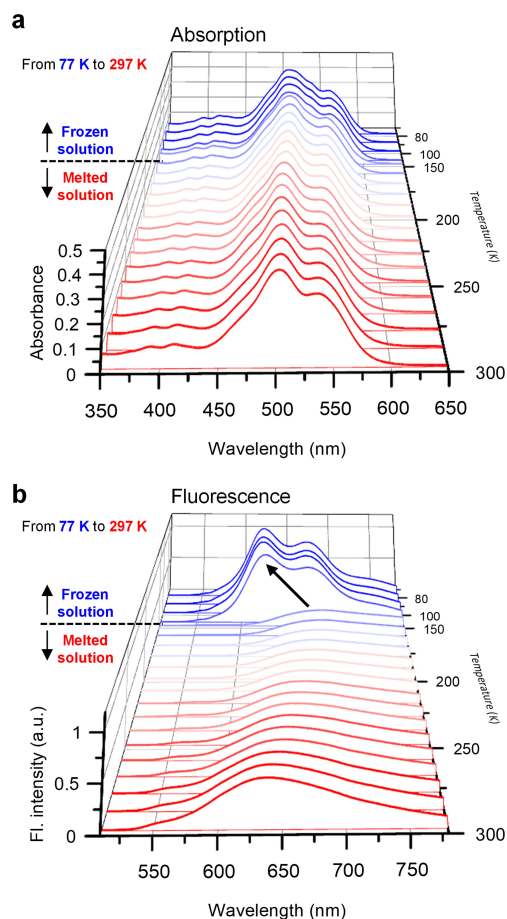 a
Absorption
From 77 K to 297 K
Frozen
solution
Melted
solution
0.5
0.4
0.3
0.2
0.1
0
Absorbance
80
100
150
200
250
300
Temperature (K)
350 400 450 500 550 600 650
Wavelength (nm)
b
Fluorescence
From 77 K to 297 K
Frozen
solution
Melted
solution
1
0.5
0
Fl. intensity (a.u.)
80
100
150
200
250
300
Temperature (K)
550 600 650 700 750
Wavelength (nm)